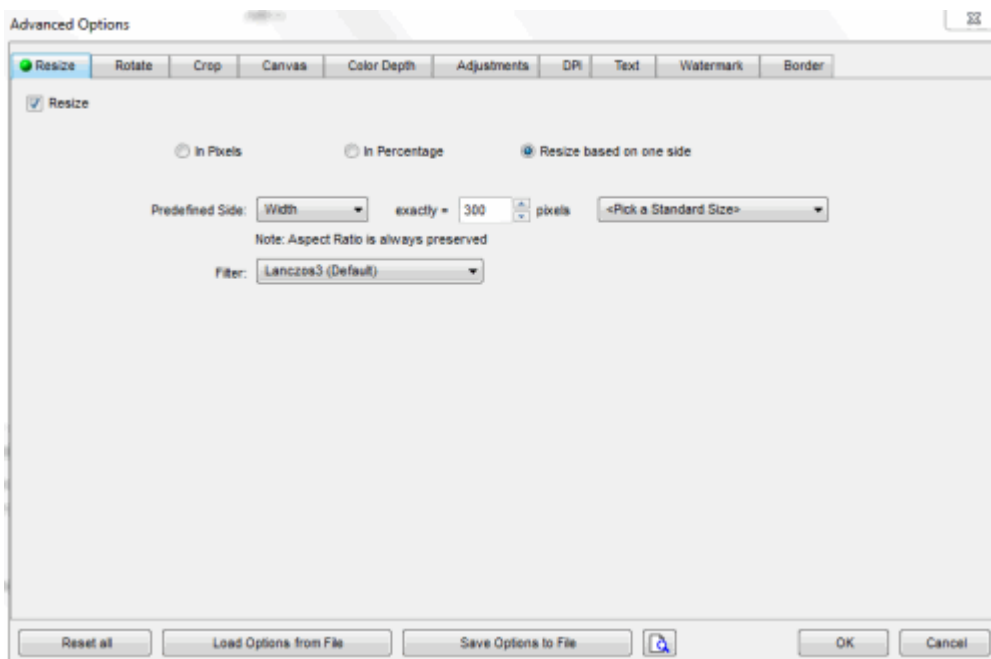 Advanced Options
Resize Rotate Crop Canvas Color Depth Adjustments DPI Text Watermark Border
Resize
In Pixels In Percentage Resize based on one side
Predefined Side: Width exactly = 300 pixels <Pick a Standard Size>
Note: Aspect Ratio is always preserved
Filter: Lanczos3 (Default)
Reset all Load Options from File Save Options to File OK Cancel